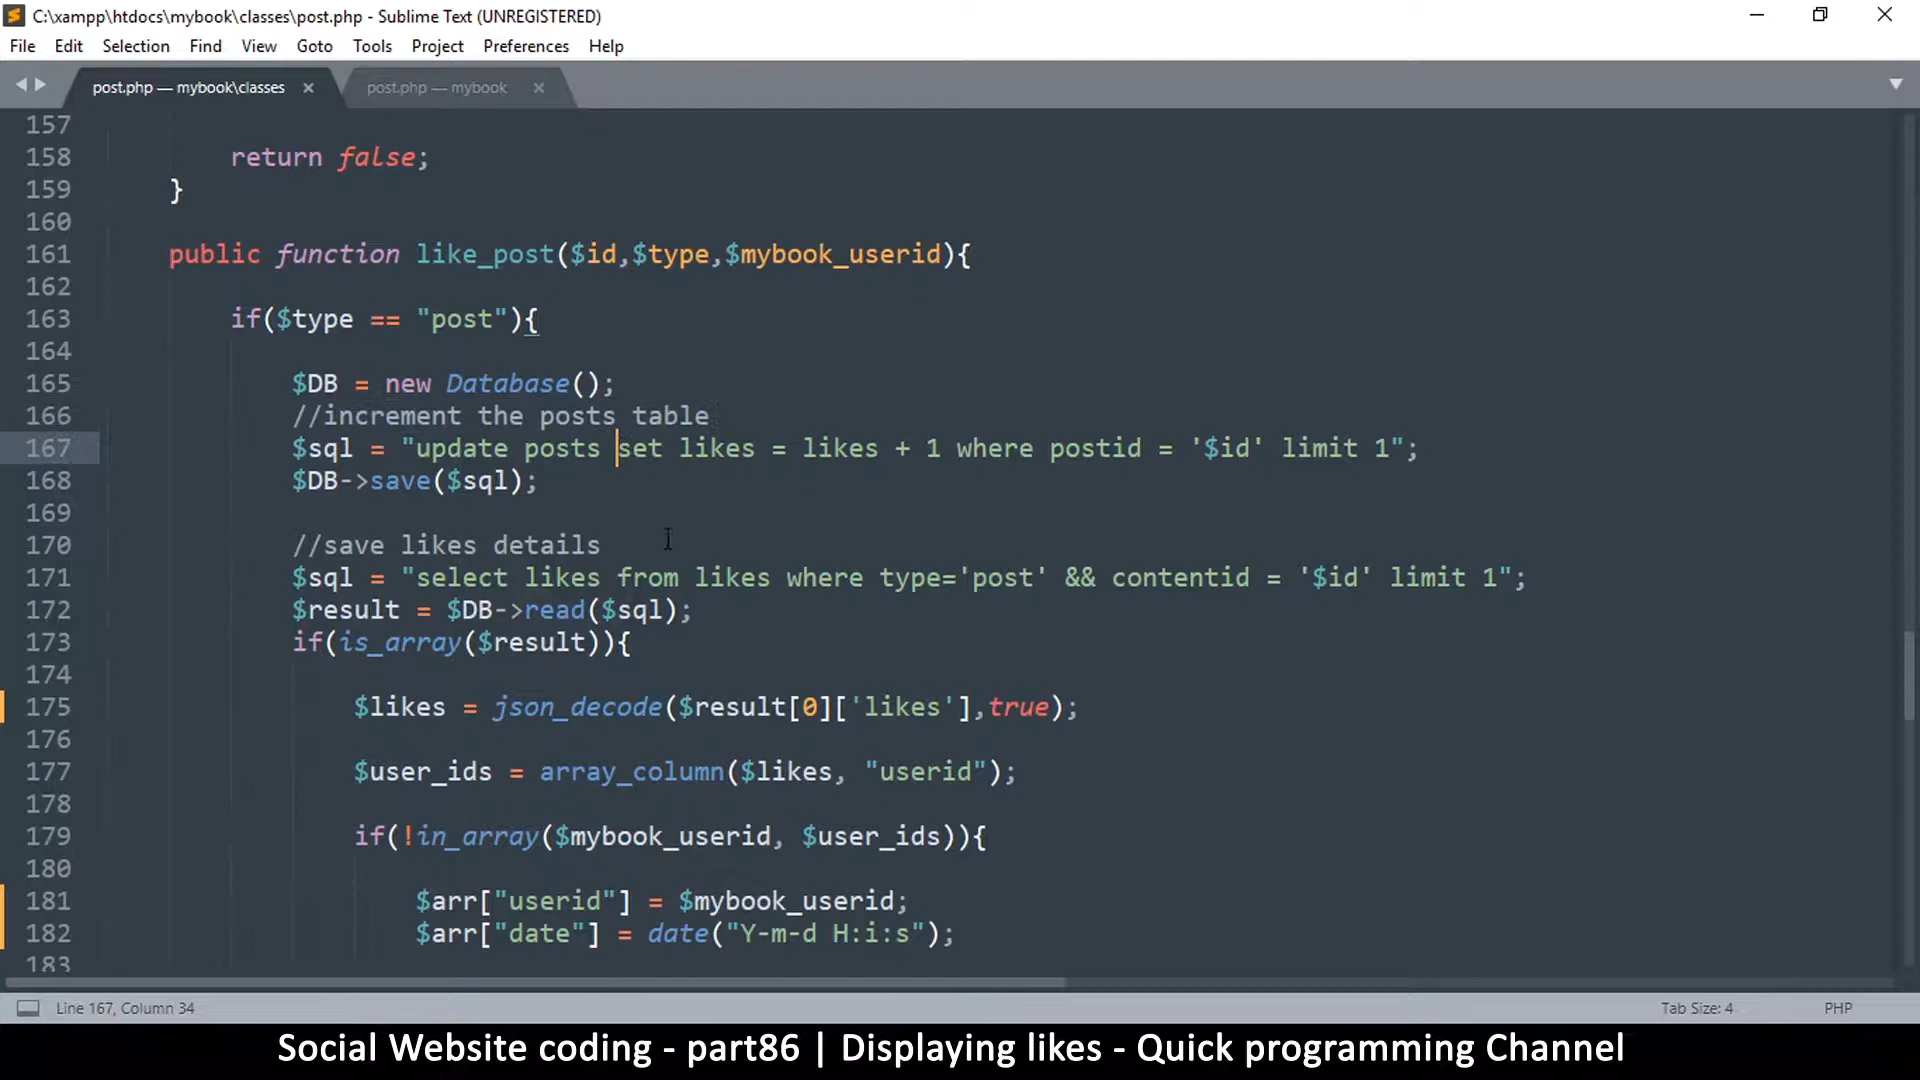 C:\xampp\htdocs\mybook\classes\post.php - Sublime Text (UNREGISTERED)
File Edit Selection Find View Goto Tools Project Preferences Help
post.php — mybook\classes × post.php — mybook ×
157
158 return false;
159 }
160
161 public function like_post($id,$type,$mybook_userid){
162
163 if($type == "post"){
164
165 $DB = new Database();
166 //increment the posts table
167 $sql = "update posts set likes = likes + 1 where postid = '$id' limit 1";
168 $DB->save($sql);
169
170 //save likes details
171 $sql = "select likes from likes where type='post' && contentid = '$id' limit 1";
172 $result = $DB->read($sql);
173 if(is_array($result)){
174
175 $likes = json_decode($result[0]['likes'],true);
176
177 $user_ids = array_column($likes, "userid");
178
179 if(!in_array($mybook_userid, $user_ids)){
180
181 $arr["userid"] = $mybook_userid;
182 $arr["date"] = date("Y-m-d H:i:s");
183
Line 167, Column 34 Tab Size: 4 PHP
Social Website coding - part86 | Displaying likes - Quick programming Channel